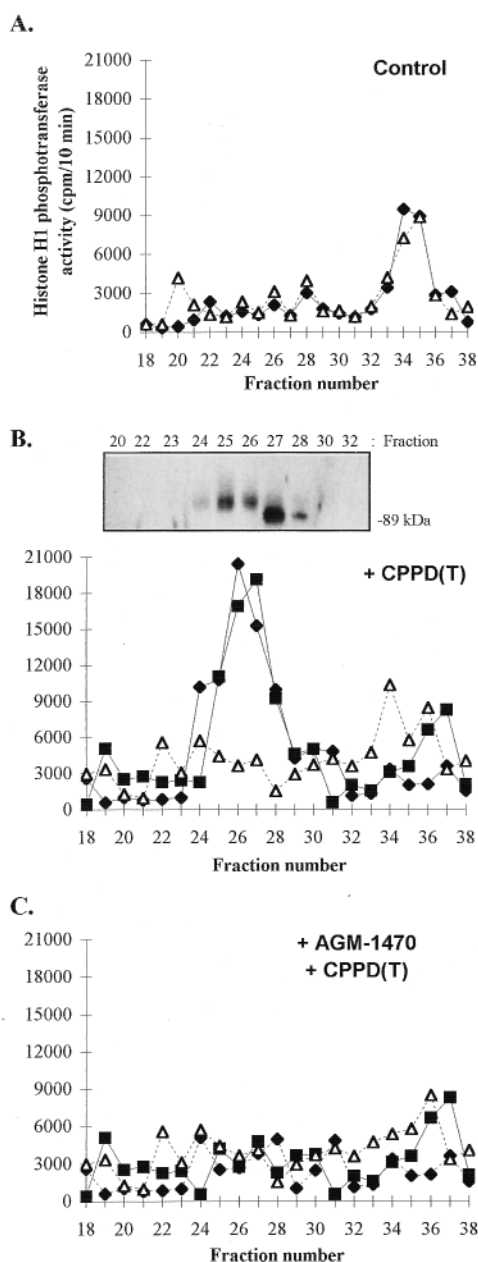 A.
Control
Histone H1 phosphotransferase
activity (cpm/10 min)
21000
18000
15000
12000
9000
6000
3000
0
18 20 22 24 26 28 30 32 34 36 38
Fraction number
B.
20 22 23 24 25 26 27 28 30 32 : Fraction
-89 kDa
+ CPPD(T)
21000
18000
15000
12000
9000
6000
3000
0
18 20 22 24 26 28 30 32 34 36 38
Fraction number
C.
+ AGM-1470
+ CPPD(T)
21000
18000
15000
12000
9000
6000
3000
0
18 20 22 24 26 28 30 32 34 36 38
Fraction number